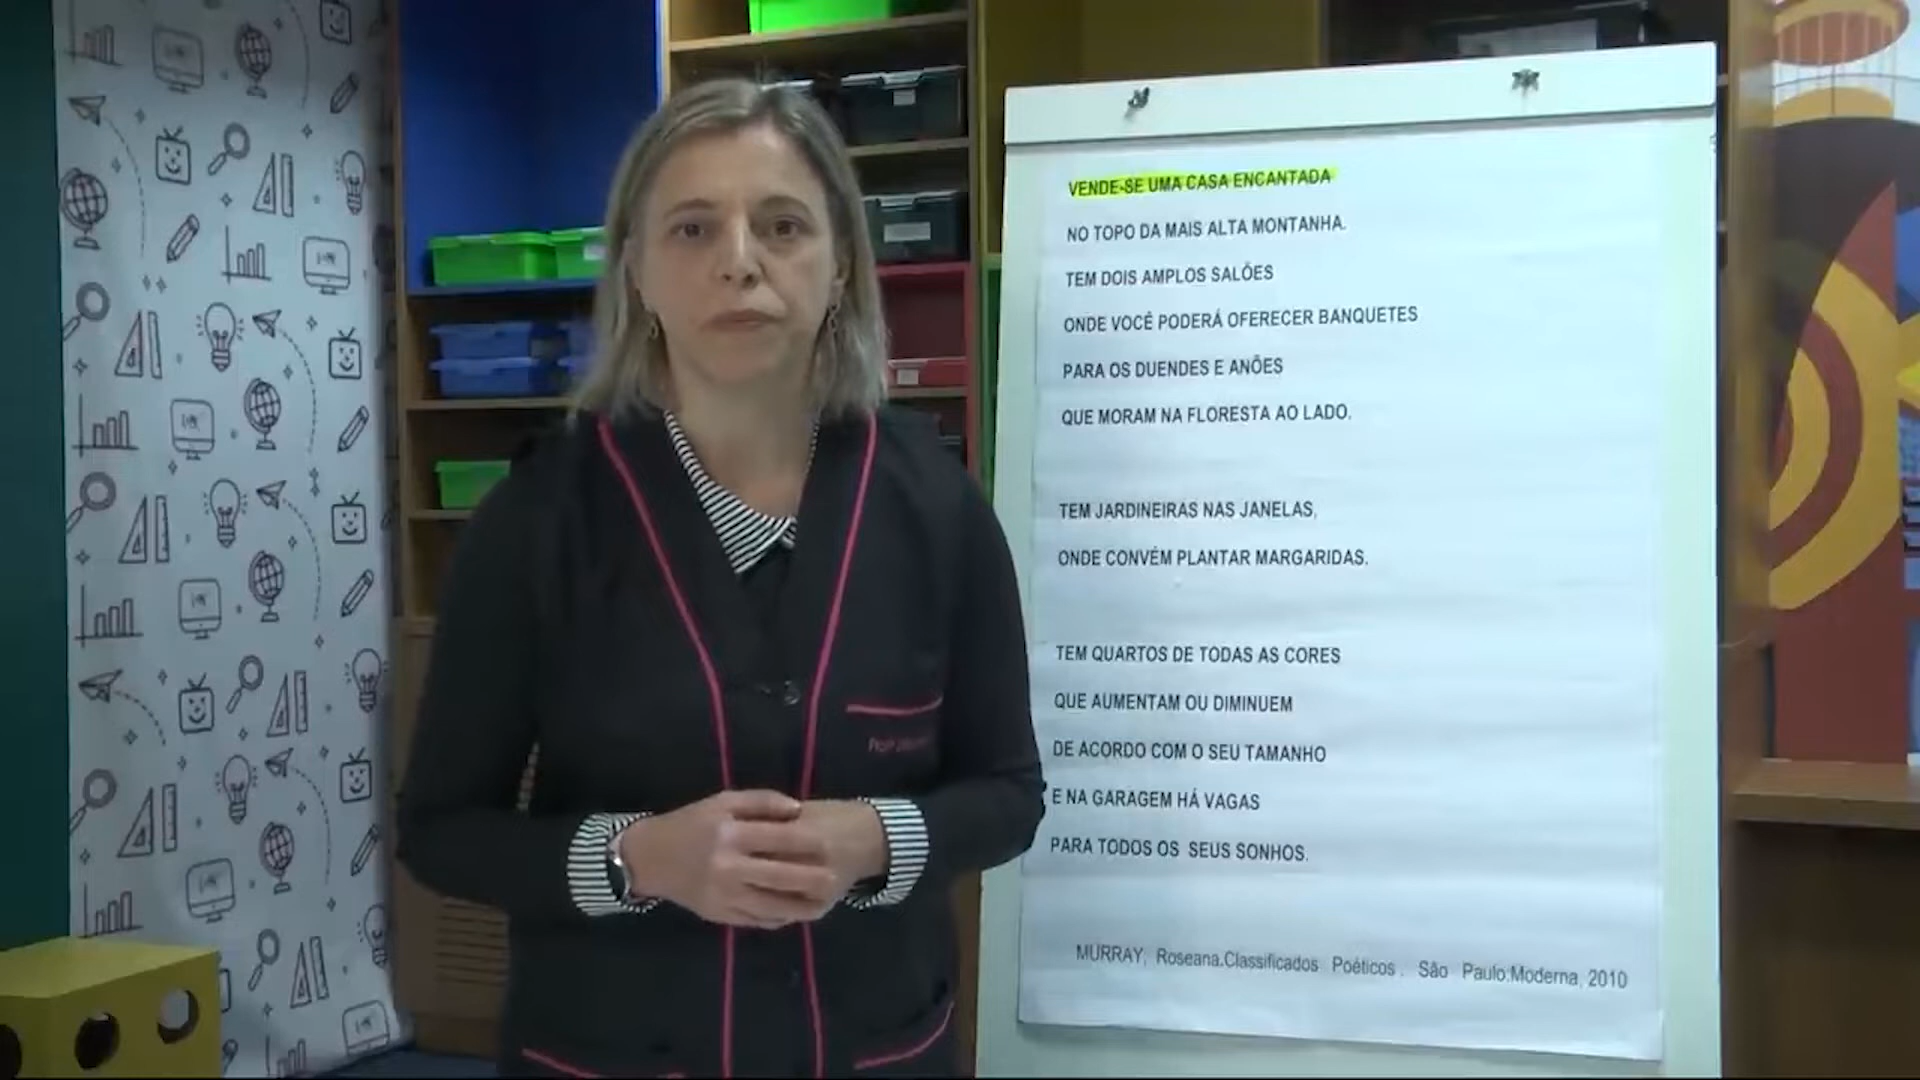 VENDE-SE UMA CASA ENCANTADA
NO TOPO DA MAIS ALTA MONTANHA.
TEM DOIS AMPLOS SALÕES
ONDE VOCÊ PODERÁ OFERECER BANQUETES
PARA OS DUENDES E ANÕES
QUE MORAM NA FLORESTA AO LADO.
TEM JARDINEIRAS NAS JANELAS,
ONDE CONVÉM PLANTAR MARGARIDAS.
TEM QUARTOS DE TODAS AS CORES
QUE AUMENTAM OU DIMINUEM
DE ACORDO COM O SEU TAMANHO
E NA GARAGEM HÁ VAGAS
PARA TODOS OS SEUS SONHOS.
MURRAY, Roseana.Classificados Poéticos. São Paulo:Moderna, 2010